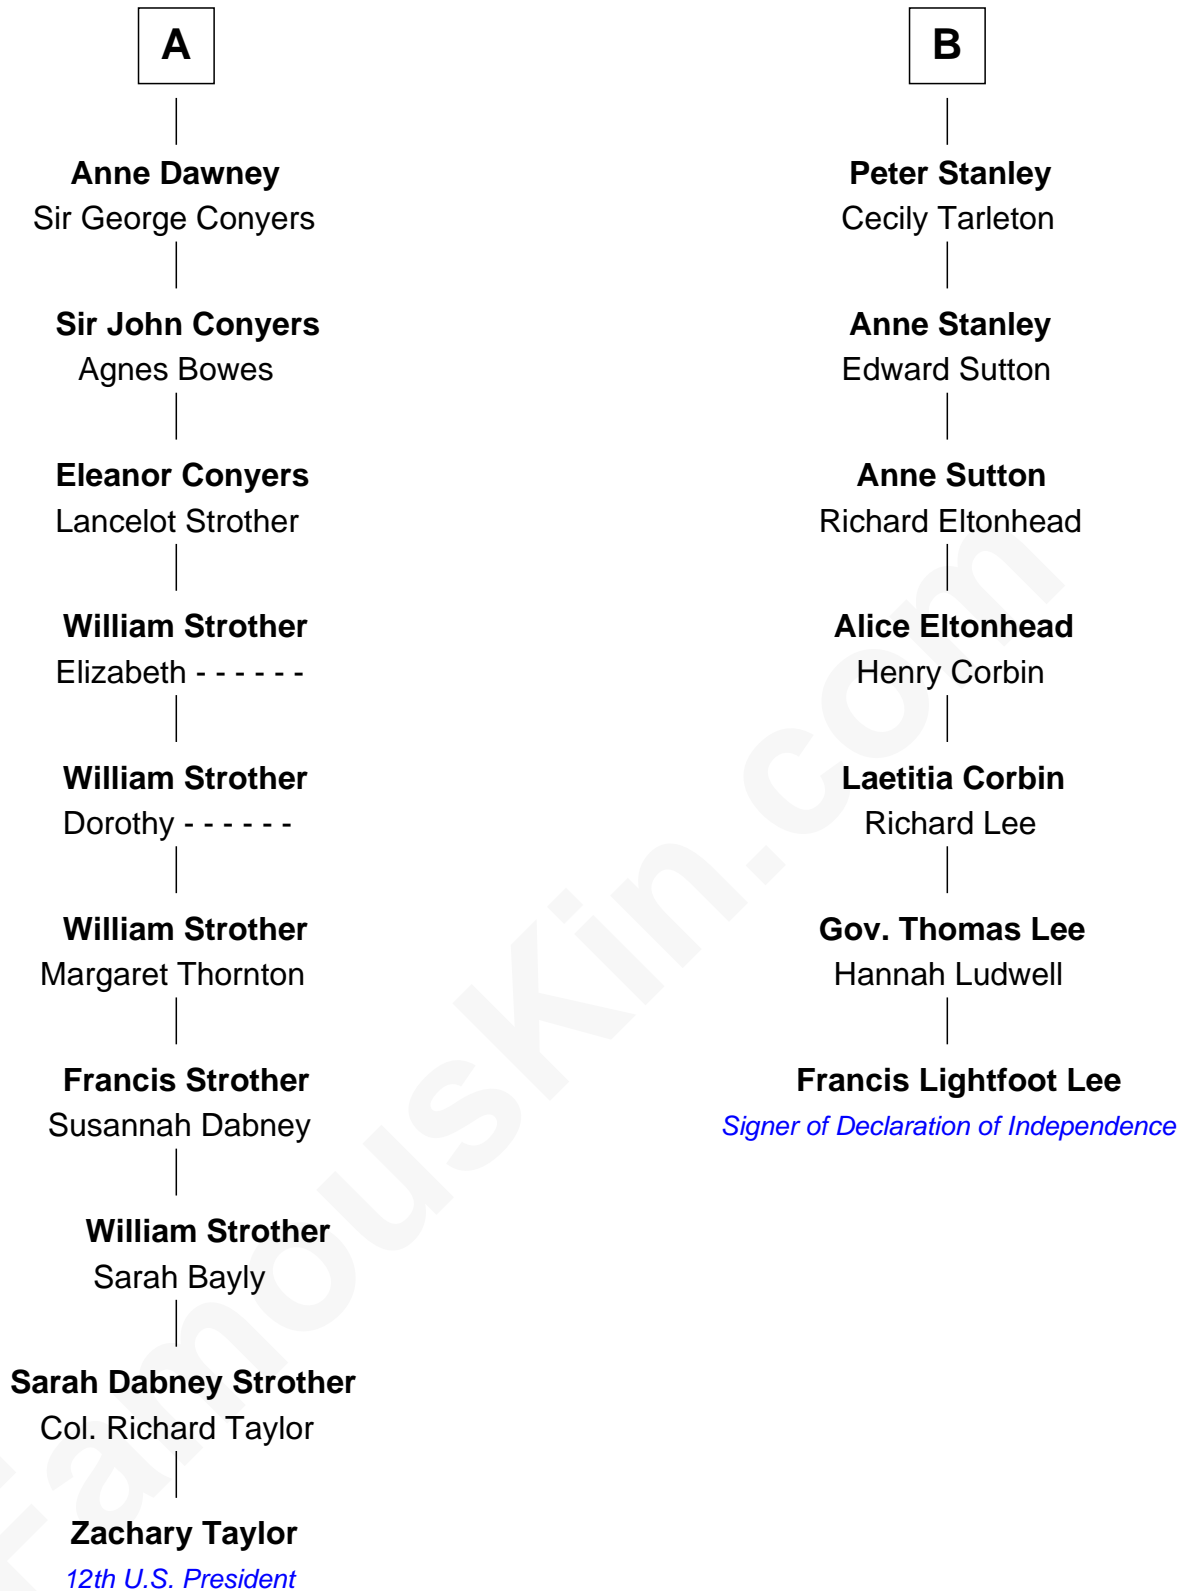 A
Anne Dawney
Sir George Conyers
Sir John Conyers
Agnes Bowes
Eleanor Conyers
Lancelot Strother
William Strother
Elizabeth - - - - - -
William Strother
Dorothy - - - - - -
William Strother
Margaret Thornton
Francis Strother
Susannah Dabney
William Strother
Sarah Bayly
Sarah Dabney Strother
Col. Richard Taylor
Zachary Taylor
12th U.S. President
B
Peter Stanley
Cecily Tarleton
Anne Stanley
Edward Sutton
Anne Sutton
Richard Eltonhead
Alice Eltonhead
Henry Corbin
Laetitia Corbin
Richard Lee
Gov. Thomas Lee
Hannah Ludwell
Francis Lightfoot Lee
Signer of Declaration of Independence
FamousKin.com